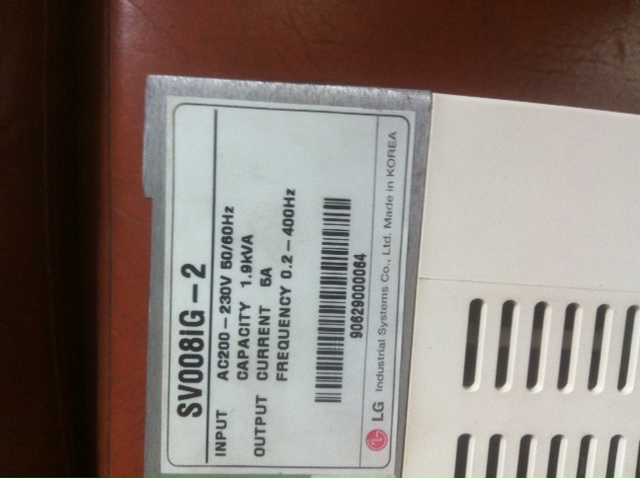 SV008IG-2
INPUT AC200-230V 50/60Hz
CAPACITY 1.9kVA
OUTPUT CURRENT 5A
FREQUENCY 0.2-400Hz
90629000064
LG Industrial Systems Co., Ltd. Made in KOREA